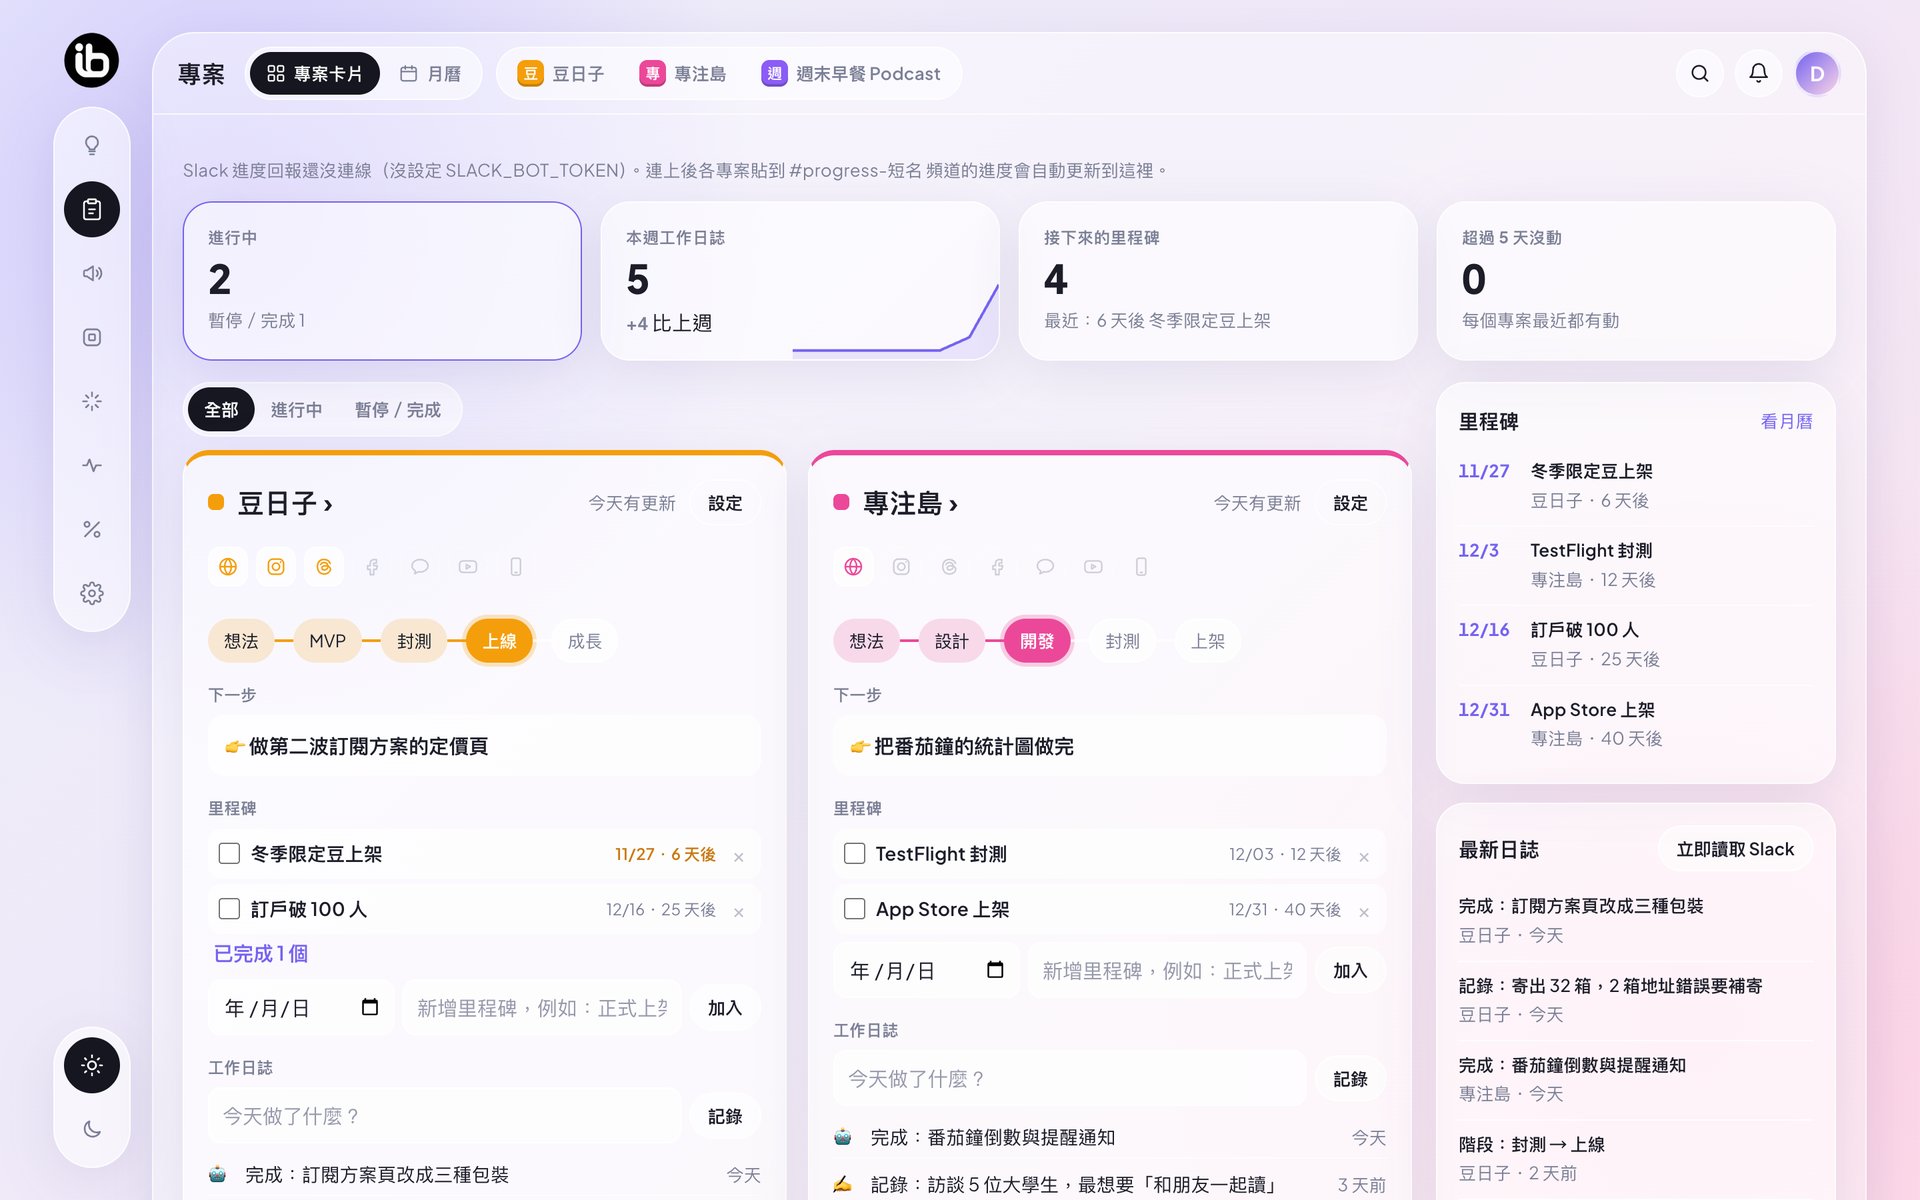 ib
專案
專案卡片
月曆
豆 豆日子
專 專注島
週 週末早餐 Podcast
D
Slack 進度回報還沒連線（沒設定 SLACK_BOT_TOKEN）。連上後各專案貼到 #progress-短名 頻道的進度會自動更新到這裡。
進行中
2
暫停 / 完成 1
本週工作日誌
5
+4 比上週
接下來的里程碑
4
最近：6 天後 冬季限定豆上架
超過 5 天沒動
0
每個專案最近都有動
全部
進行中
暫停 / 完成
豆日子 ›
今天有更新
設定
想法
MVP
封測
上線
成長
下一步
👉 做第二波訂閱方案的定價頁
里程碑
冬季限定豆上架
11/27 · 6 天後 ×
訂戶破 100 人
12/16 · 25 天後 ×
已完成 1 個
年 /月/日
新增里程碑，例如：正式上架
加入
工作日誌
今天做了什麼？
記錄
🤖 完成：訂閱方案頁改成三種包裝
今天
專注島 ›
今天有更新
設定
想法
設計
開發
封測
上架
下一步
👉 把番茄鐘的統計圖做完
里程碑
TestFlight 封測
12/03 · 12 天後 ×
App Store 上架
12/31 · 40 天後 ×
年 /月/日
新增里程碑，例如：正式上架
加入
工作日誌
今天做了什麼？
記錄
🤖 完成：番茄鐘倒數與提醒通知
今天
✍️ 記錄：訪談 5 位大學生，最想要「和朋友一起讀」
3 天前
里程碑
看月曆
11/27 冬季限定豆上架
豆日子 · 6 天後
12/3 TestFlight 封測
專注島 · 12 天後
12/16 訂戶破 100 人
豆日子 · 25 天後
12/31 App Store 上架
專注島 · 40 天後
最新日誌
立即讀取 Slack
完成：訂閱方案頁改成三種包裝
豆日子 · 今天
記錄：寄出 32 箱，2 箱地址錯誤要補寄
豆日子 · 今天
完成：番茄鐘倒數與提醒通知
專注島 · 今天
階段：封測 → 上線
豆日子 · 2 天前